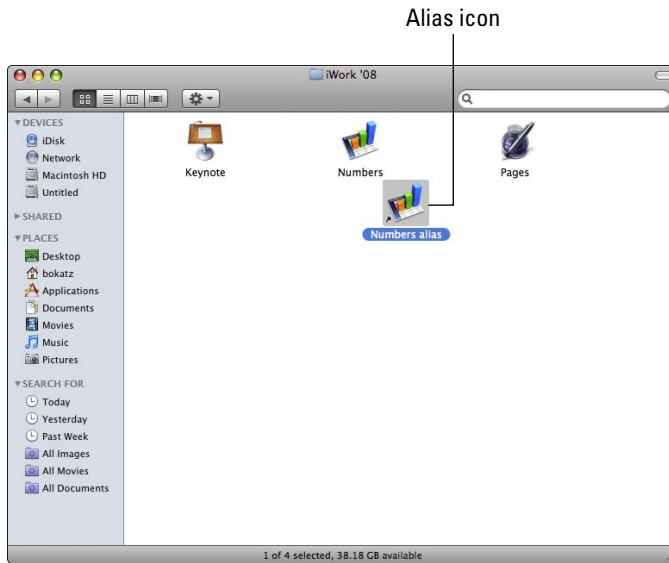 Alias icon
iWork '08
DEVICES
iDisk
Network
Macintosh HD
Untitled
SHARED
PLACES
Desktop
bokatz
Applications
Documents
Movies
Music
Pictures
SEARCH FOR
Today
Yesterday
Past Week
All Images
All Movies
All Documents
Keynote
Numbers
Pages
Numbers alias
1 of 4 selected, 38.18 GB available